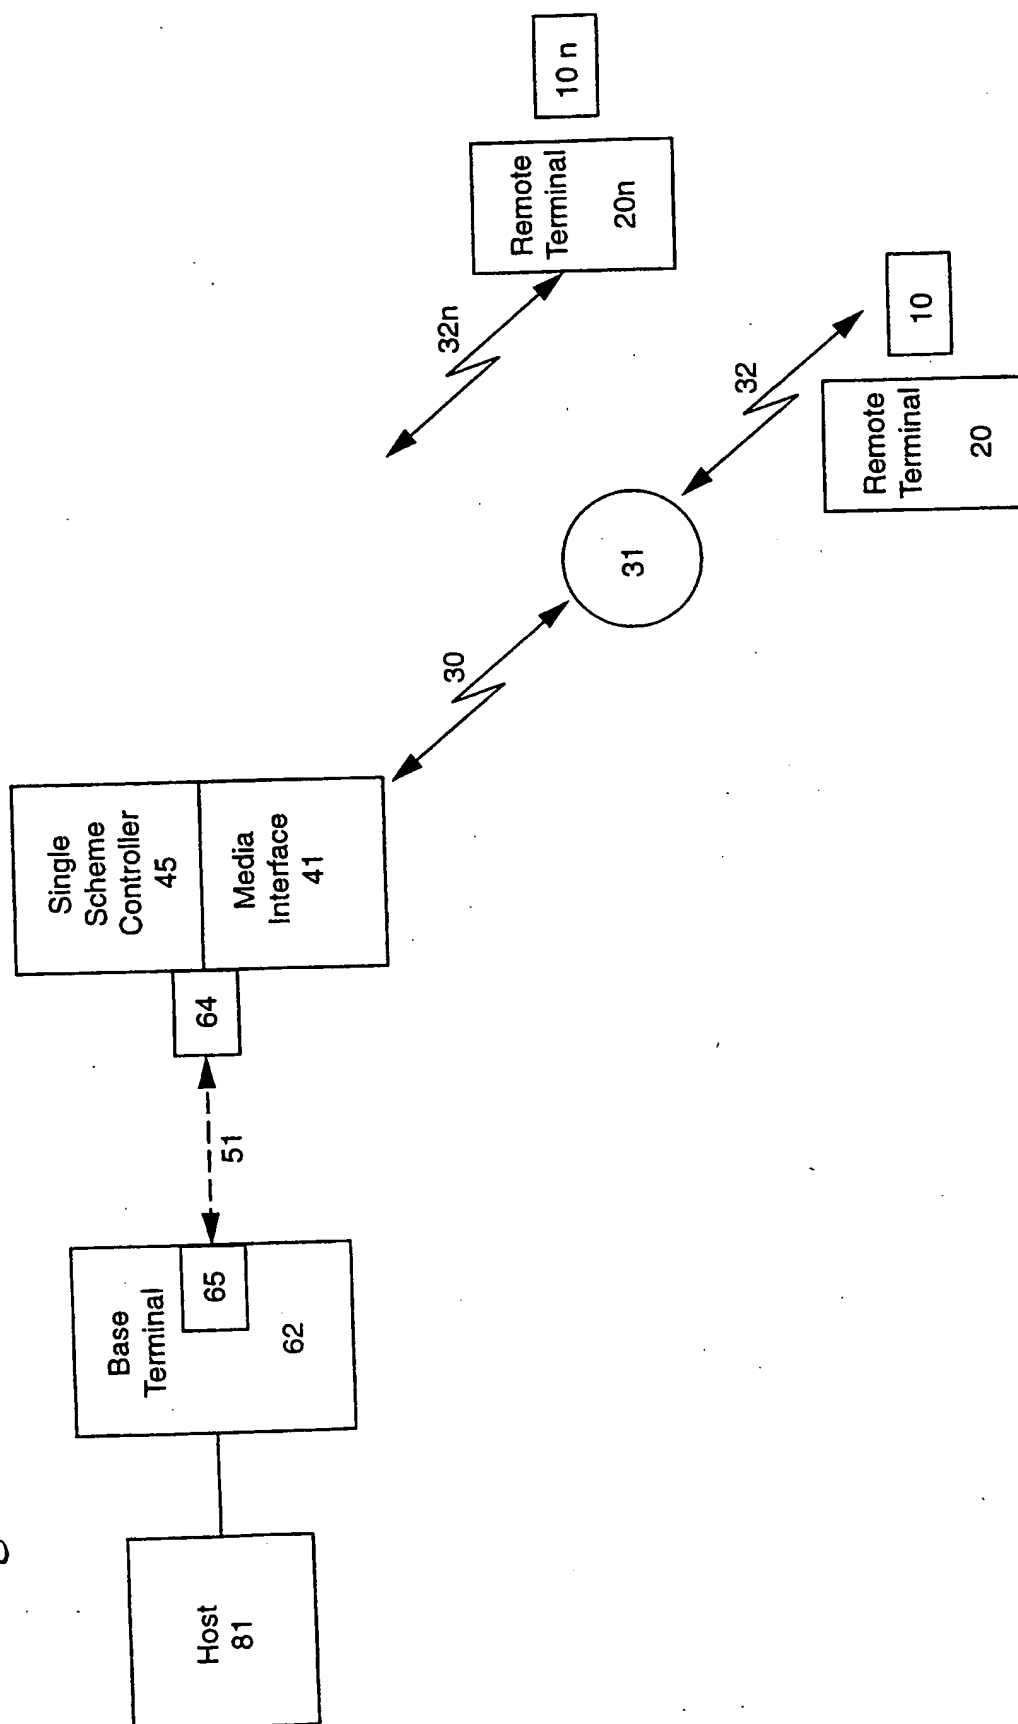 Host
81
Base
Terminal
65
62
51
64
Single
Scheme
Controller
45
Media
Interface
41
30
31
32
32n
Remote
Terminal
20
10
Remote
Terminal
20n
10 n